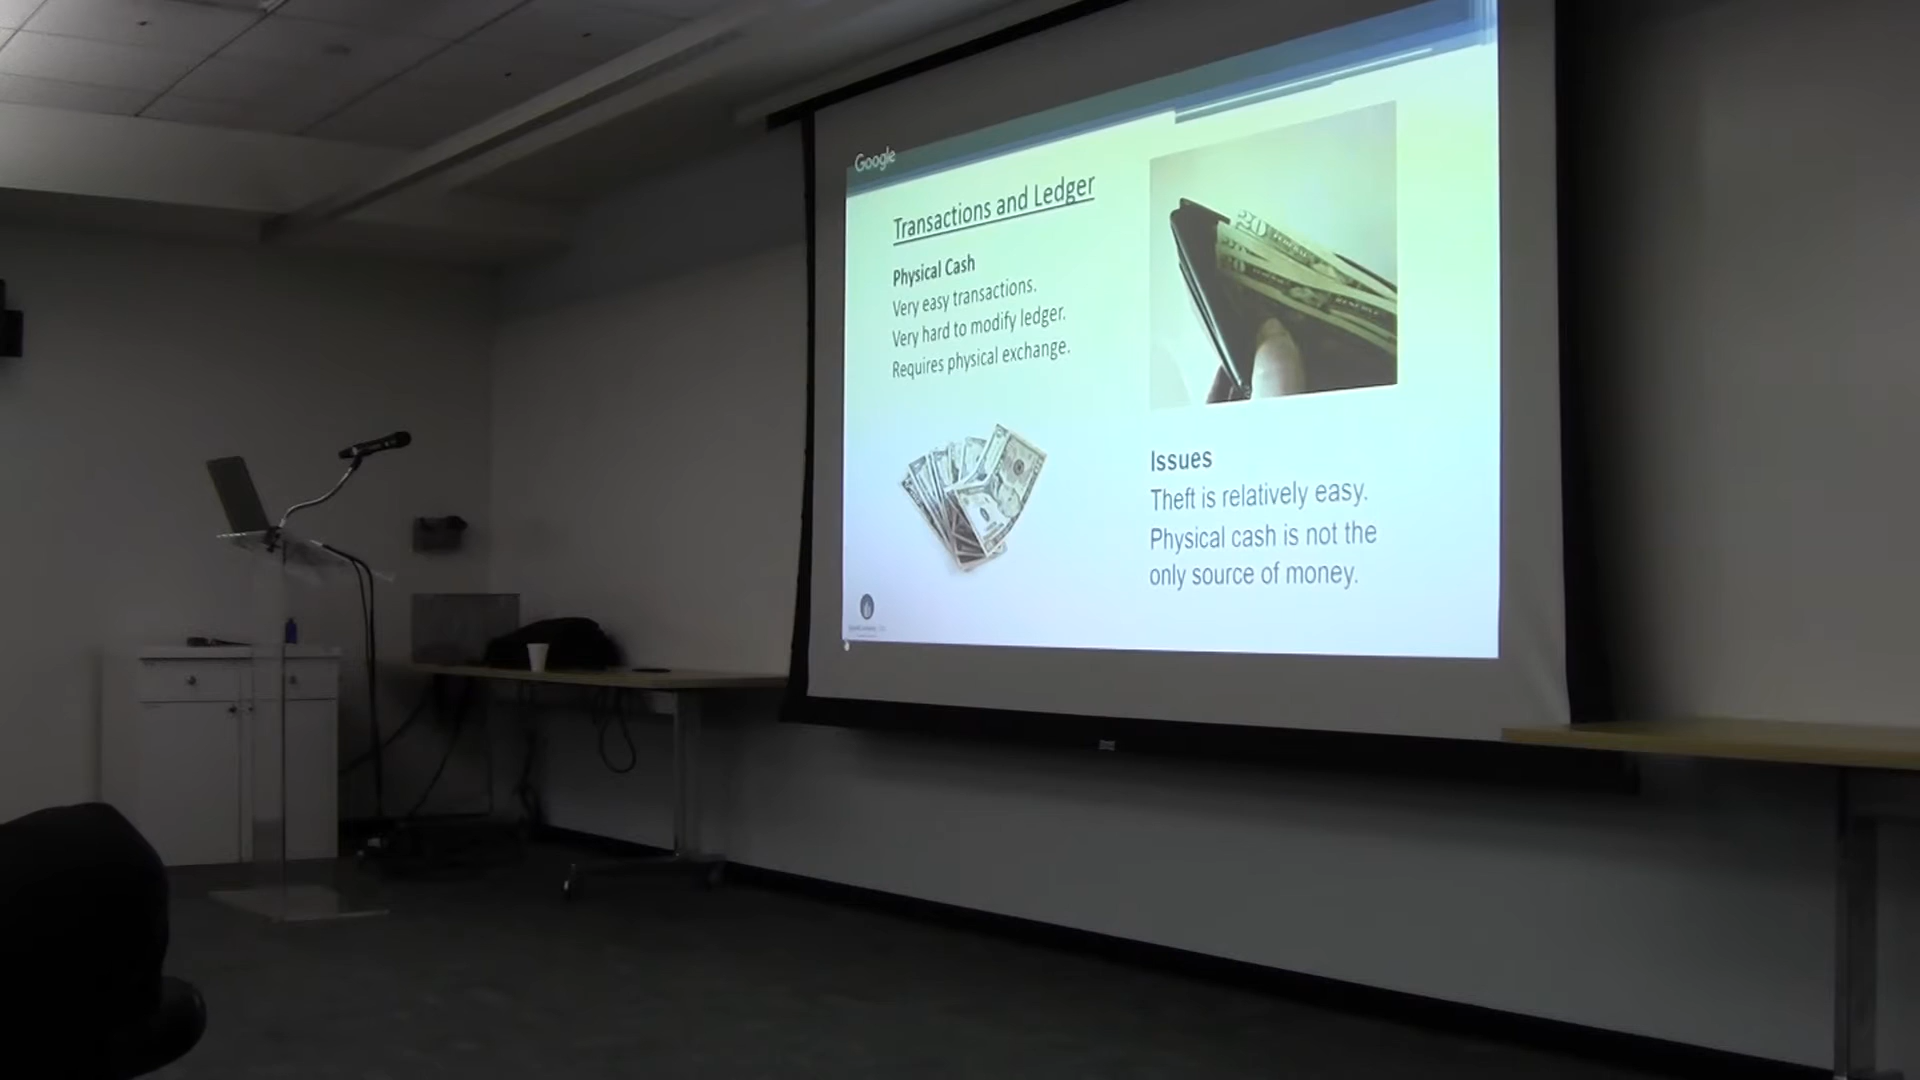 Google
Transactions and Ledger
Physical Cash
Very easy transactions.
Very hard to modify ledger.
Requires physical exchange.
20
Issues
Theft is relatively easy.
Physical cash is not the
only source of money.